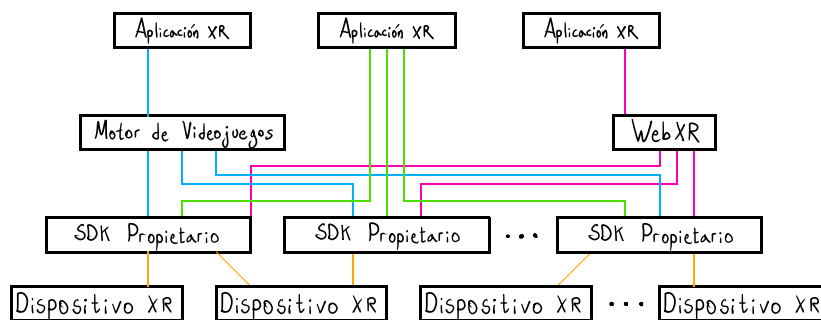 Aplicación XR
Aplicación XR
Aplicación XR
Motor de Videojuegos
WebXR
SDK Propietario
SDK Propietario
...
SDK Propietario
Dispositivo XR
Dispositivo XR
Dispositivo XR
...
Dispositivo XR